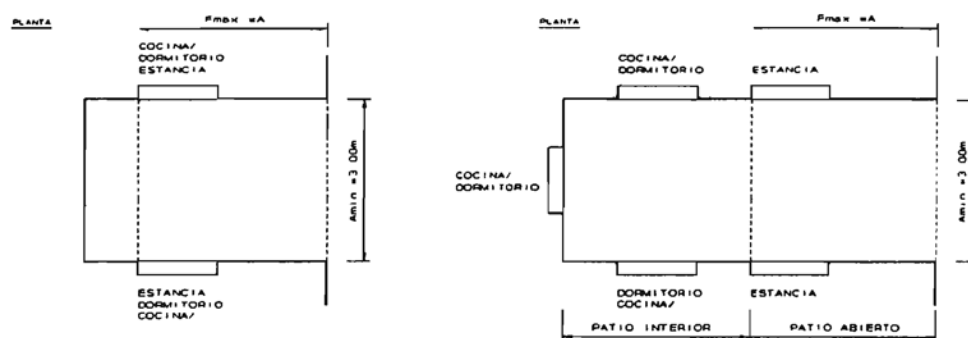 PLANTA
Fmax =A
COCINA/
DORMITORIO
ESTANCIA
Amin =3 00m
ESTANCIA
DORMITORIO
COCINA/
PLANTA
Fmax =A
COCINA/
DORMITORIO
ESTANCIA
COCINA/
DORMITORIO
Amin =3 00m
DORMITORIO
COCINA/
ESTANCIA
PATIO INTERIOR
PATIO ABIERTO